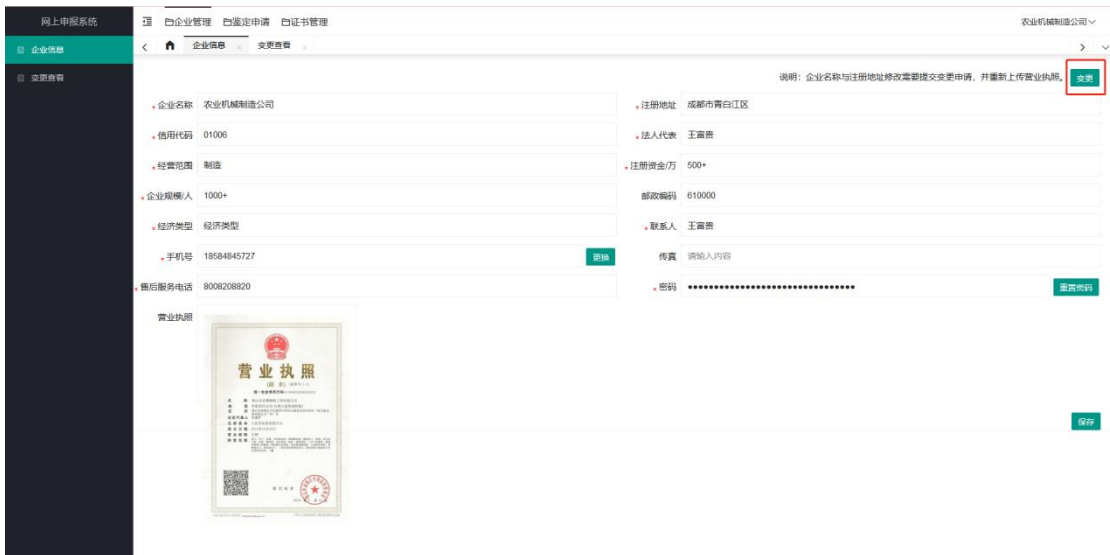 网上申报系统 企业管理 鉴定申请 证书管理 农业机械制造公司
企业信息 企业信息 变更查看
变更查看
说明：企业名称与注册地址修改需要提交变更申请，并重新上传营业执照。 变更
*企业名称 农业机械制造公司 *注册地址 成都市青白江区
*信用代码 01006 *法人代表 王富贵
*经营范围 制造 *注册资金/万 500+
*企业规模/人 1000+ 邮政编码 610000
*经济类型 经济类型 *联系人 王富贵
*手机号 18584845727 更换 传真 请输入内容
*售后服务电话 8008208820 *密码 •••••••••••••••••••••••••••••••• 重置密码
营业执照
营业执照
(副 本)
保存